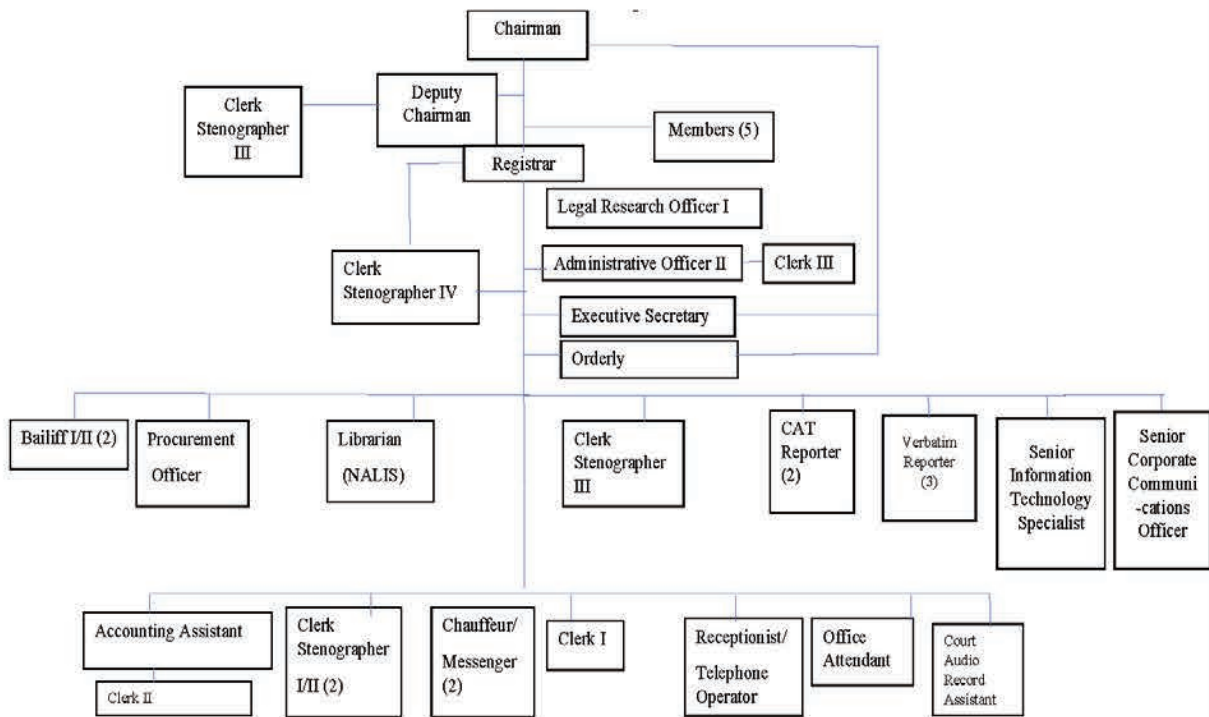 Chairman
Deputy
Chairman
Clerk
Stenographer
III
Members (5)
Registrar
Legal Research Officer I
Administrative Officer II
Clerk III
Clerk
Stenographer IV
Executive Secretary
Orderly
Bailiff I/II (2)
Procurement
Officer
Librarian
(NALIS)
Clerk
Stenographer
III
CAT
Reporter
(2)
Verbatim
Reporter
(3)
Senior
Information
Technology
Specialist
Senior
Corporate
Communi
-cations
Officer
Accounting Assistant
Clerk II
Clerk
Stenographer
I/II (2)
Chauffeur/
Messenger
(2)
Clerk I
Receptionist/
Telephone
Operator
Office
Attendant
Court
Audio
Record
Assistant